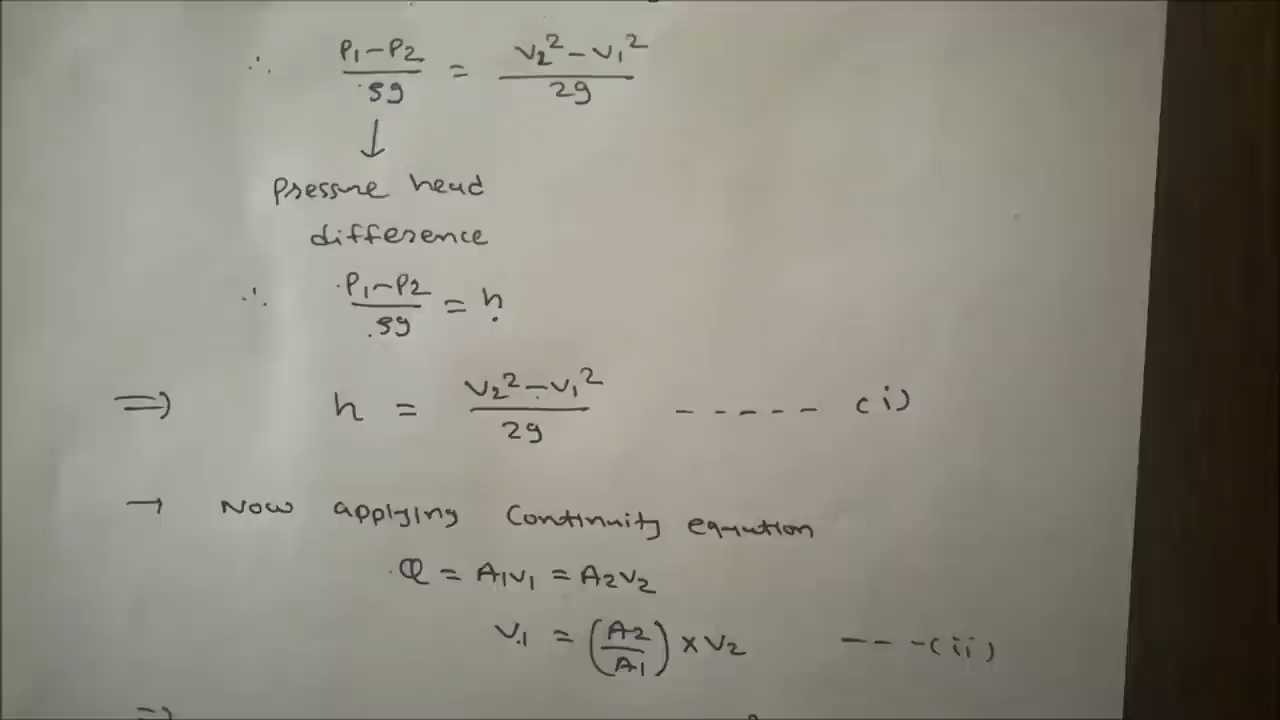 ∴ P₁-P₂/ρg = V₂²-V₁²/2g
↓
Pressure head
difference
∴ P₁-P₂/ρg = h
⇒ h = V₂²-V₁²/2g ----- (i)
→ Now applying Continuity equation
Q = A₁V₁ = A₂V₂
V₁ = (A₂/A₁) × V₂ ---(ii)
⇒